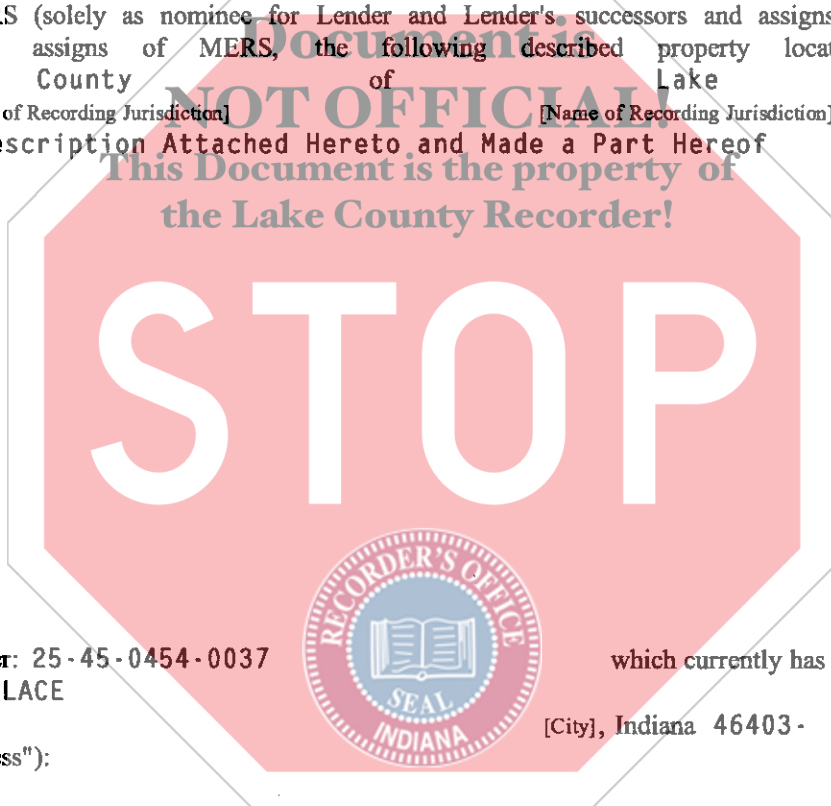 RS (solely as nominee for Lender and Lender's successors and assigns
Document is
assigns of MERS, the following described property locat
County of Lake
NOT OFFICIAL!
of Recording Jurisdiction] [Name of Recording Jurisdiction]
escription Attached Hereto and Made a Part Hereof
This Document is the property of
the Lake County Recorder!
STOP
RECORDER'S OFFICE
SEAL
INDIANA
er: 25-45-0454-0037 which currently has
LACE
[City], Indiana 46403-
ss"):